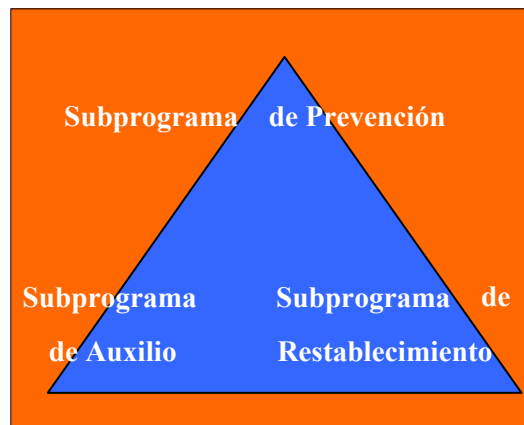 Subprograma de Prevención
Subprograma
de Auxilio
Subprograma de
Restablecimiento